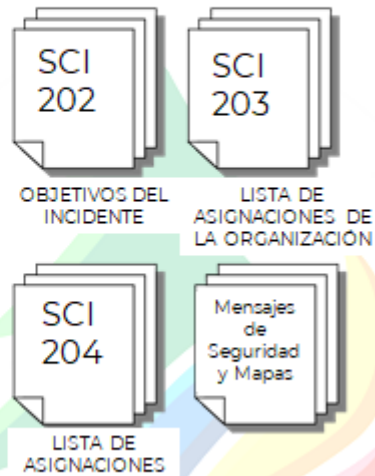 SCI
202
OBJETIVOS DEL
INCIDENTE
SCI
203
LISTA DE
ASIGNACIONES DE
LA ORGANIZACIÓN
SCI
204
LISTA DE
ASIGNACIONES
Mensajes
de
Seguridad
y Mapas